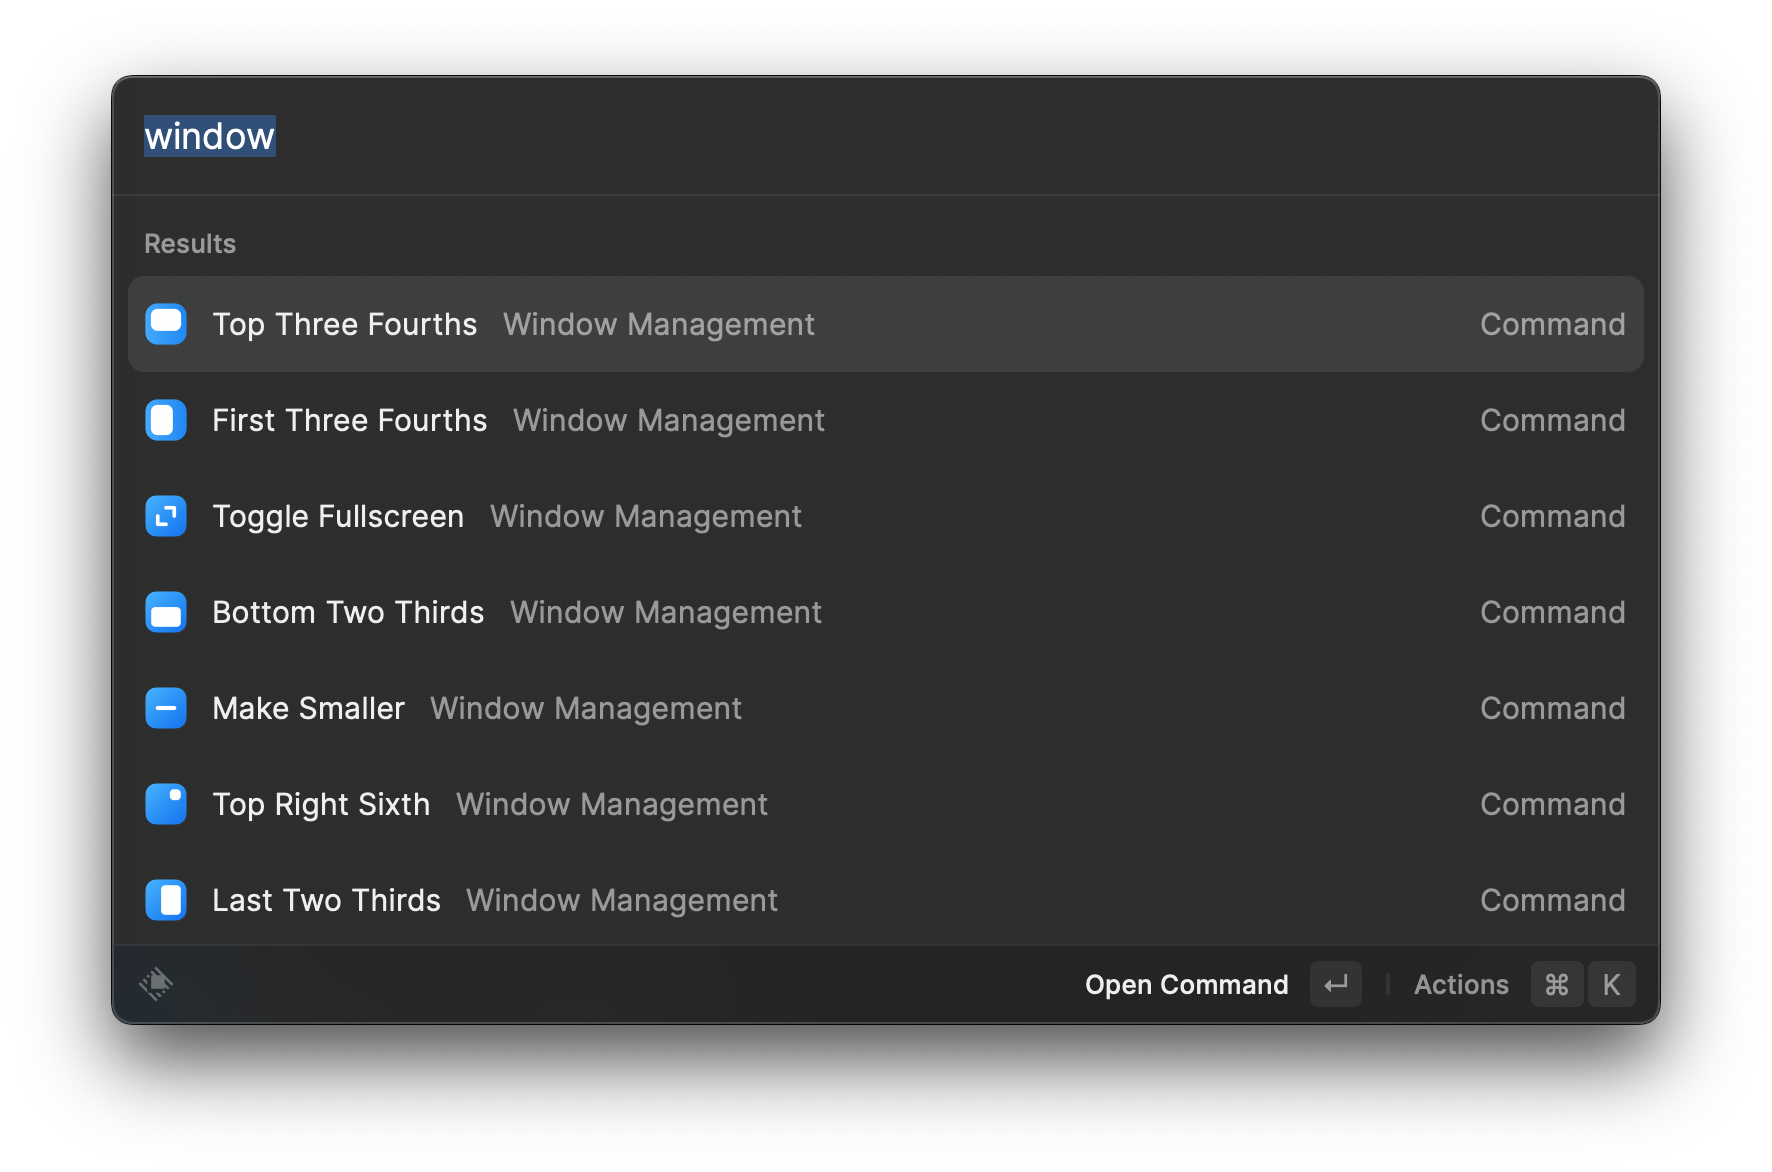 window
Results
Top Three Fourths Window Management Command
First Three Fourths Window Management Command
Toggle Fullscreen Window Management Command
Bottom Two Thirds Window Management Command
Make Smaller Window Management Command
Top Right Sixth Window Management Command
Last Two Thirds Window Management Command
Open Command ↵ Actions ⌘ K